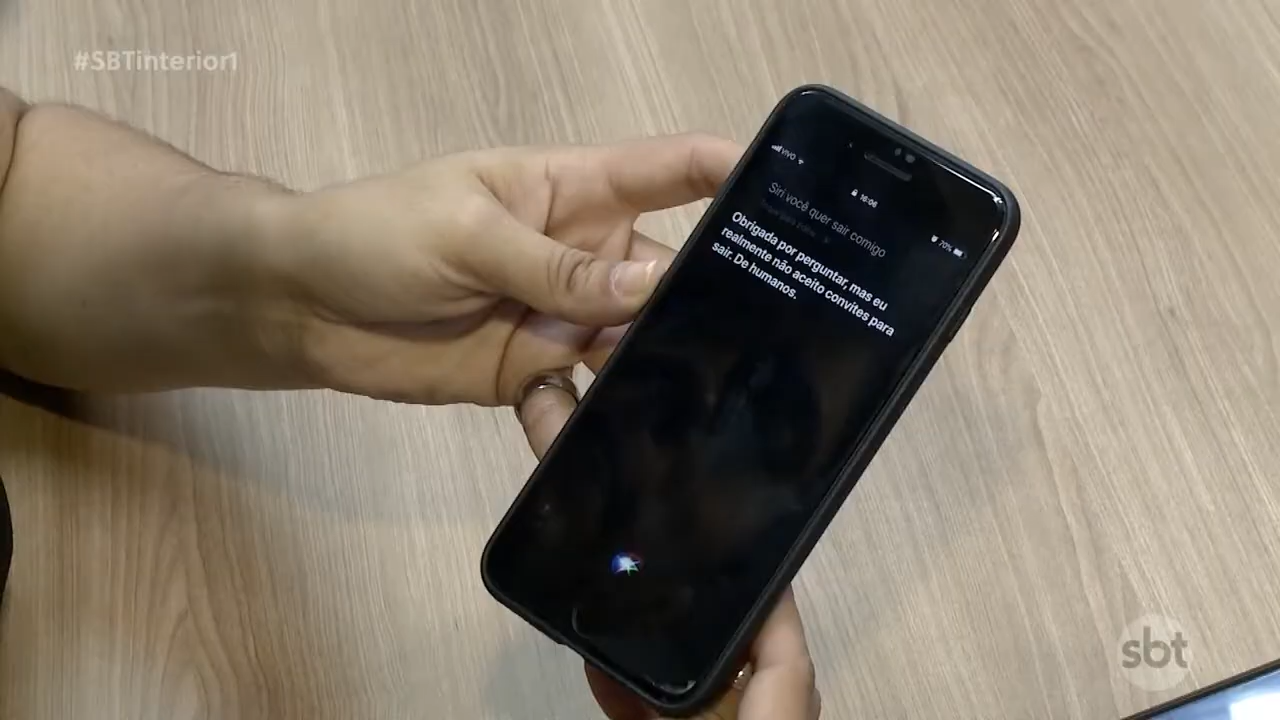 #SBTinterior1
VIVO
16:06
70%
Siri você quer sair comigo
Obrigada por perguntar, mas eu
realmente não aceito convites para
sair. De humanos.
sbt